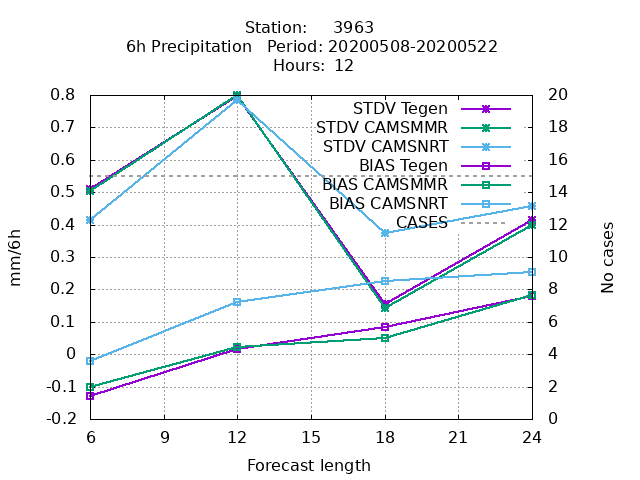 Station: 3963
6h Precipitation Period: 20200508-20200522
Hours: 12
0.8
0.7
0.6
0.5
0.4
0.3
0.2
0.1
0
-0.1
-0.2
mm/6h
STDV Tegen
STDV CAMSMMR
STDV CAMSNRT
BIAS Tegen
BIAS CAMSMMR
BIAS CAMSNRT
CASES
20
18
16
14
12
10
8
6
4
2
0
No cases
6 9 12 15 18 21 24
Forecast length